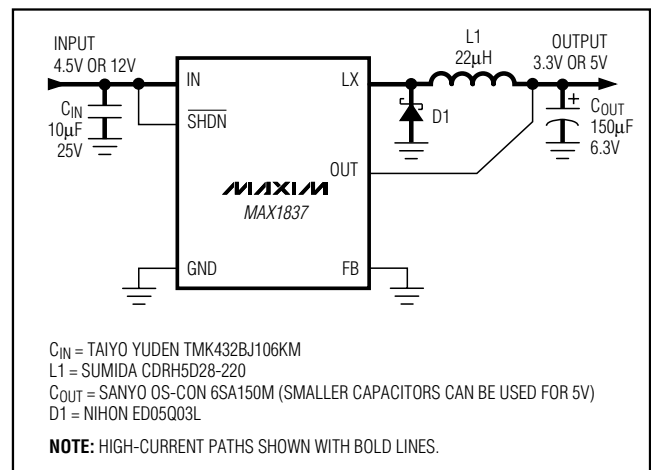 INPUT
4.5V OR 12V
CIN
10µF
25V
IN
SHDN
GND
LX
OUT
FB
MAXIM
MAX1837
D1
L1
22µH
OUTPUT
3.3V OR 5V
+
COUT
150µF
6.3V
CIN = TAIYO YUDEN TMK432BJ106KM
L1 = SUMIDA CDRH5D28-220
COUT = SANYO OS-CON 6SA150M (SMALLER CAPACITORS CAN BE USED FOR 5V)
D1 = NIHON ED05Q03L
NOTE: HIGH-CURRENT PATHS SHOWN WITH BOLD LINES.